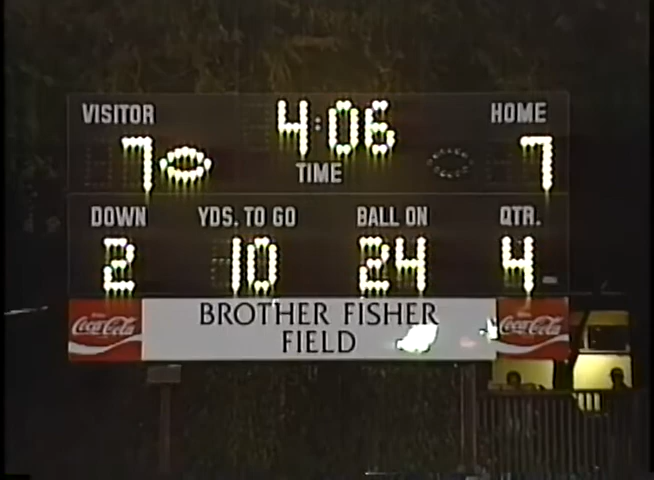 VISITOR 4:06 HOME
7 TIME 7
DOWN YDS. TO GO BALL ON QTR.
2 10 24 4
BROTHER FISHER
FIELD
Coca-Cola Coca-Cola